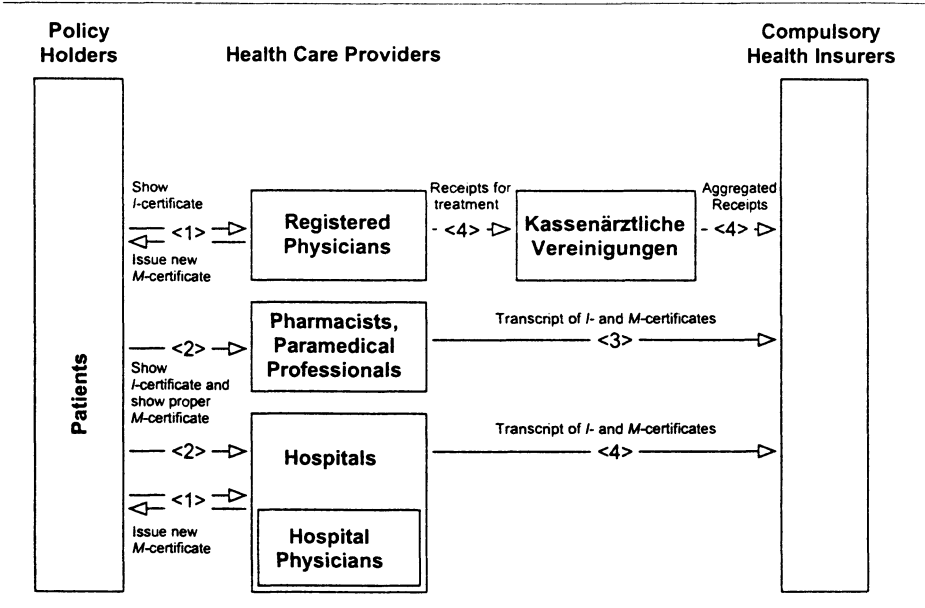 Policy
Holders
Health Care Providers
Compulsory
Health Insurers
Patients
Show
I-certificate
<1>
Issue new
M-certificate
Registered
Physicians
Receipts for
treatment
<4>
Kassenärztliche
Vereinigungen
Aggregated
Receipts
<4>
<2>
Show
I-certificate and
show proper
M-certificate
Pharmacists,
Paramedical
Professionals
Transcript of I- and M-certificates
<3>
<2>
<1>
Issue new
M-certificate
Hospitals
Hospital
Physicians
Transcript of I- and M-certificates
<4>